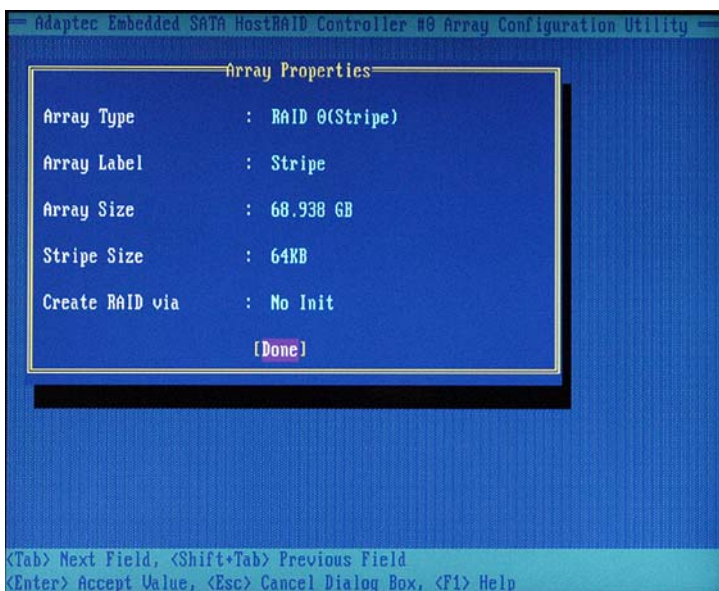 Adaptec Embedded SATA HostRAID Controller #0 Array Configuration Utility
Array Properties
Array Type : RAID 0(Stripe)
Array Label : Stripe
Array Size : 68.938 GB
Stripe Size : 64KB
Create RAID via : No Init
[Done]
<Tab> Next Field, <Shift+Tab> Previous Field
<Enter> Accept Value, <Esc> Cancel Dialog Box, <F1> Help